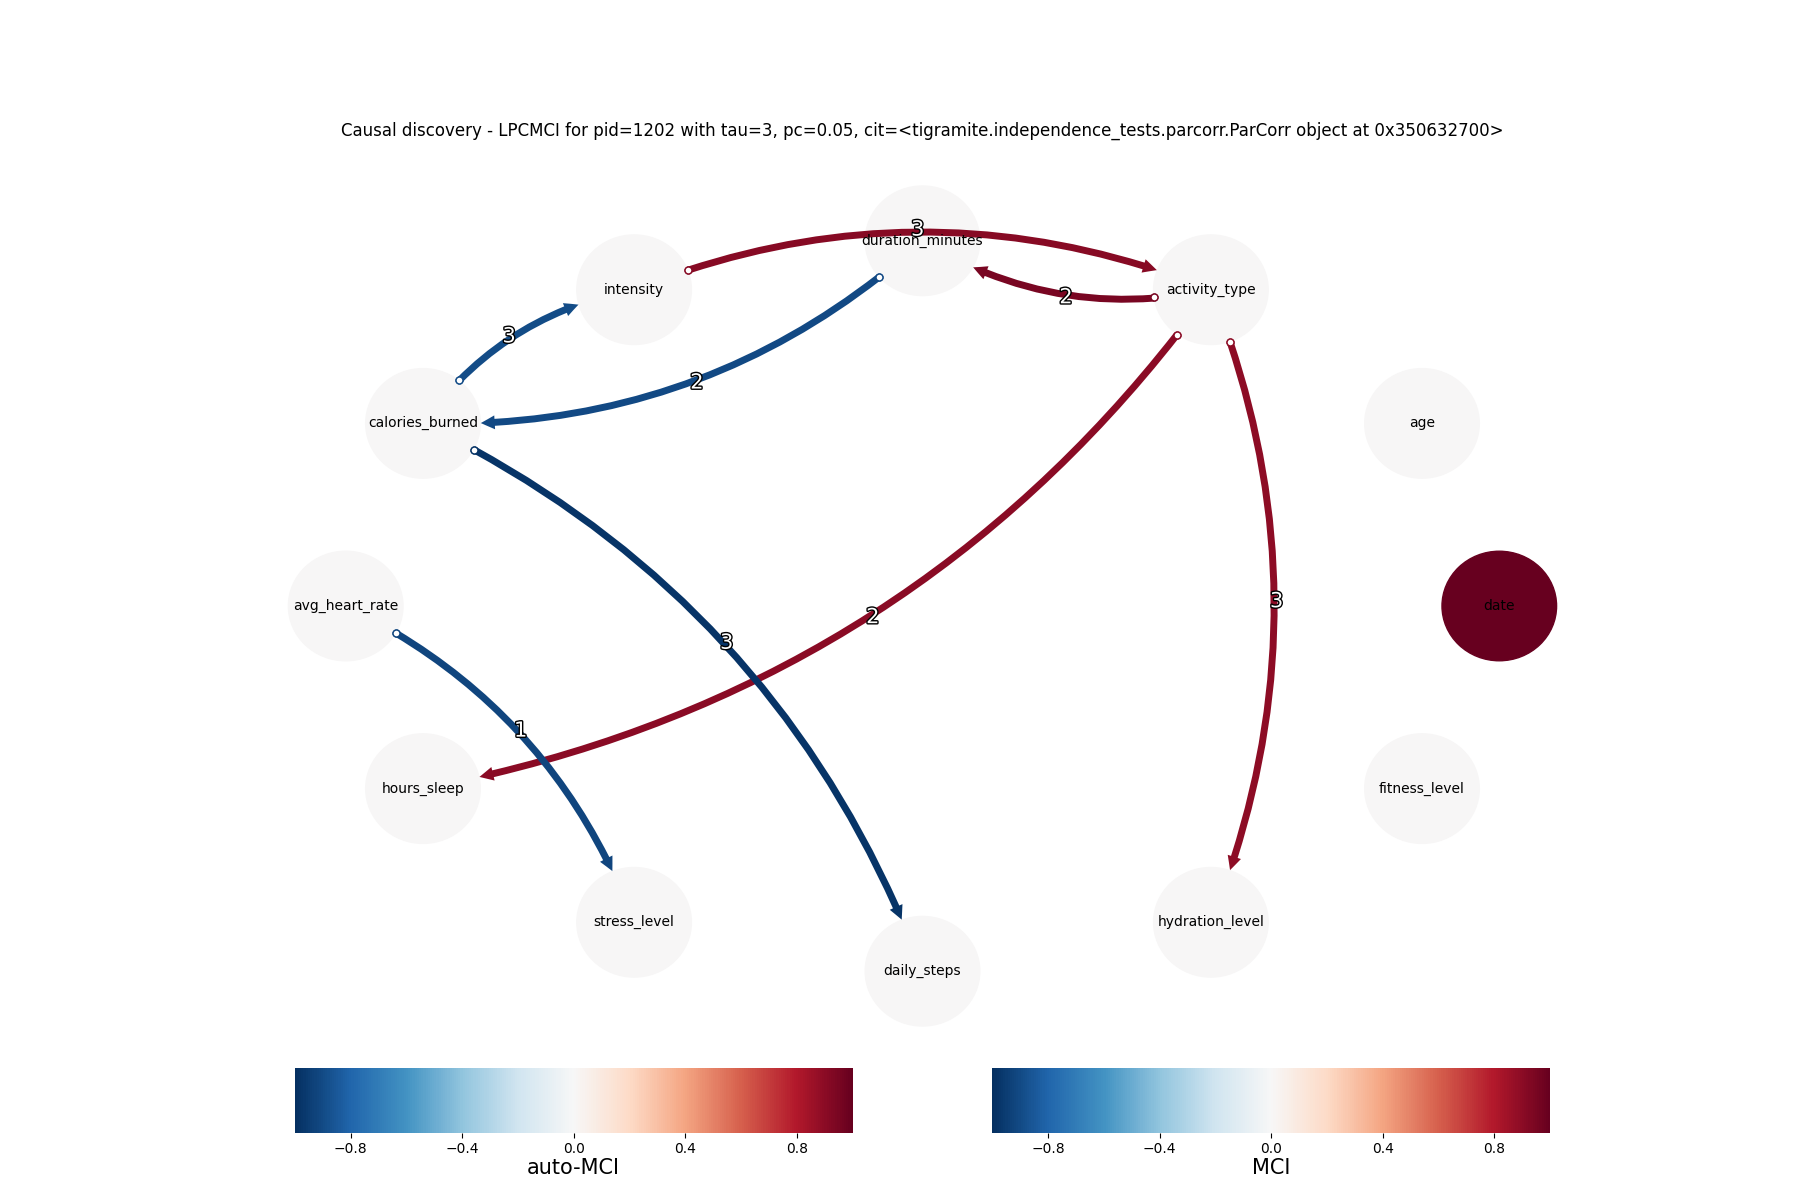 Causal discovery - LPCMCI for pid=1202 with tau=3, pc=0.05, cit=<tigramite.independence_tests.parcorr.ParCorr object at 0x350632700>
3
duration_minutes
intensity
activity_type
2
3
2
calories_burned
age
avg_heart_rate
date
3
2
3
1
hours_sleep
fitness_level
stress_level
hydration_level
daily_steps
−0.8 −0.4 0.0 0.4 0.8
auto-MCI
−0.8 −0.4 0.0 0.4 0.8
MCI